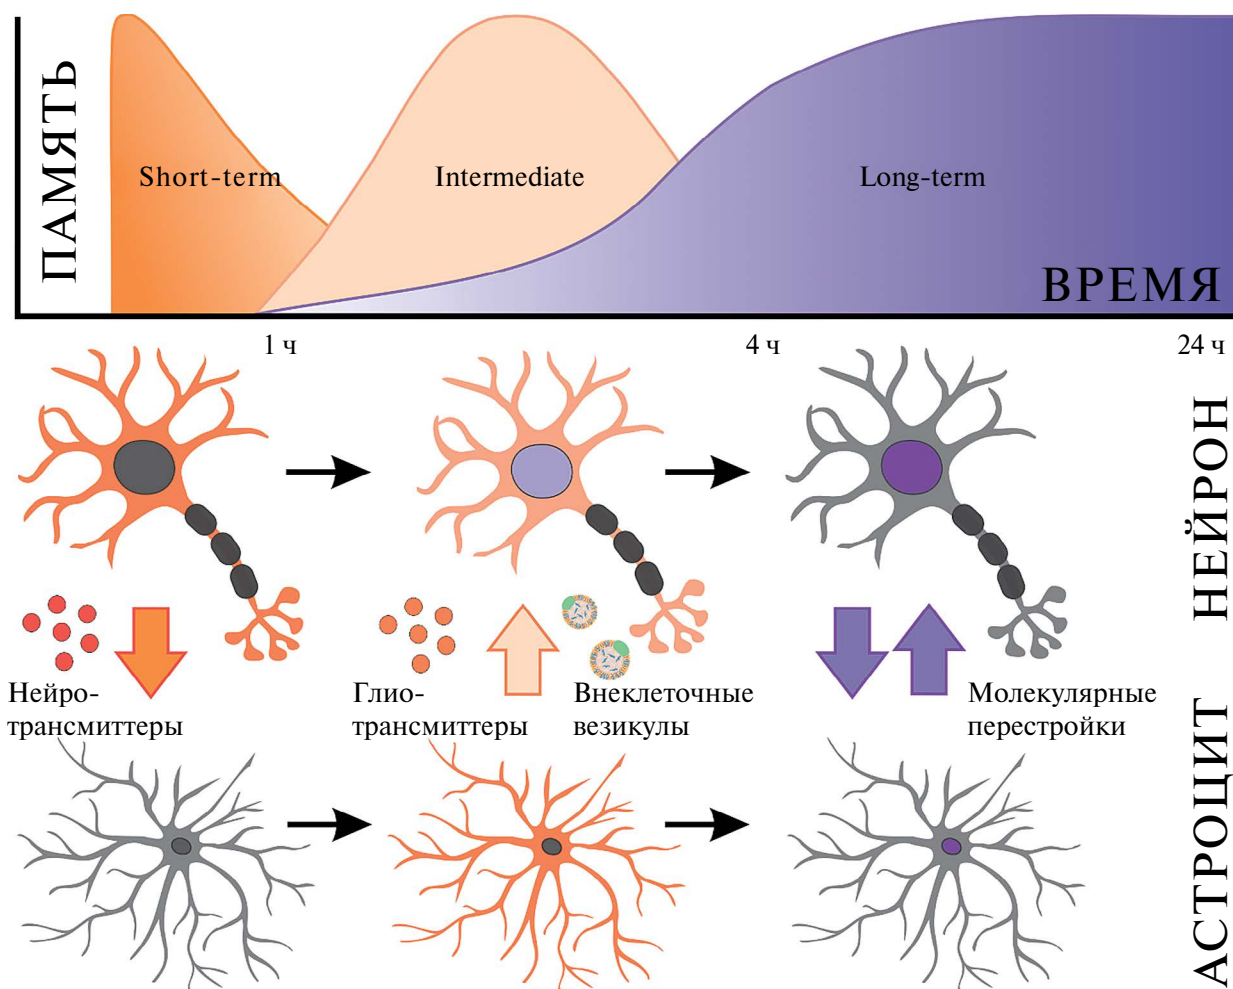 ПАМЯТЬ
Short-term
Intermediate
Long-term
ВРЕМЯ
1 ч
4 ч
24 ч
НЕЙРОН
Нейро-
трансмиттеры
Глио-
трансмиттеры
Внеклеточные
везикулы
Молекулярные
перестройки
АСТРОЦИТ